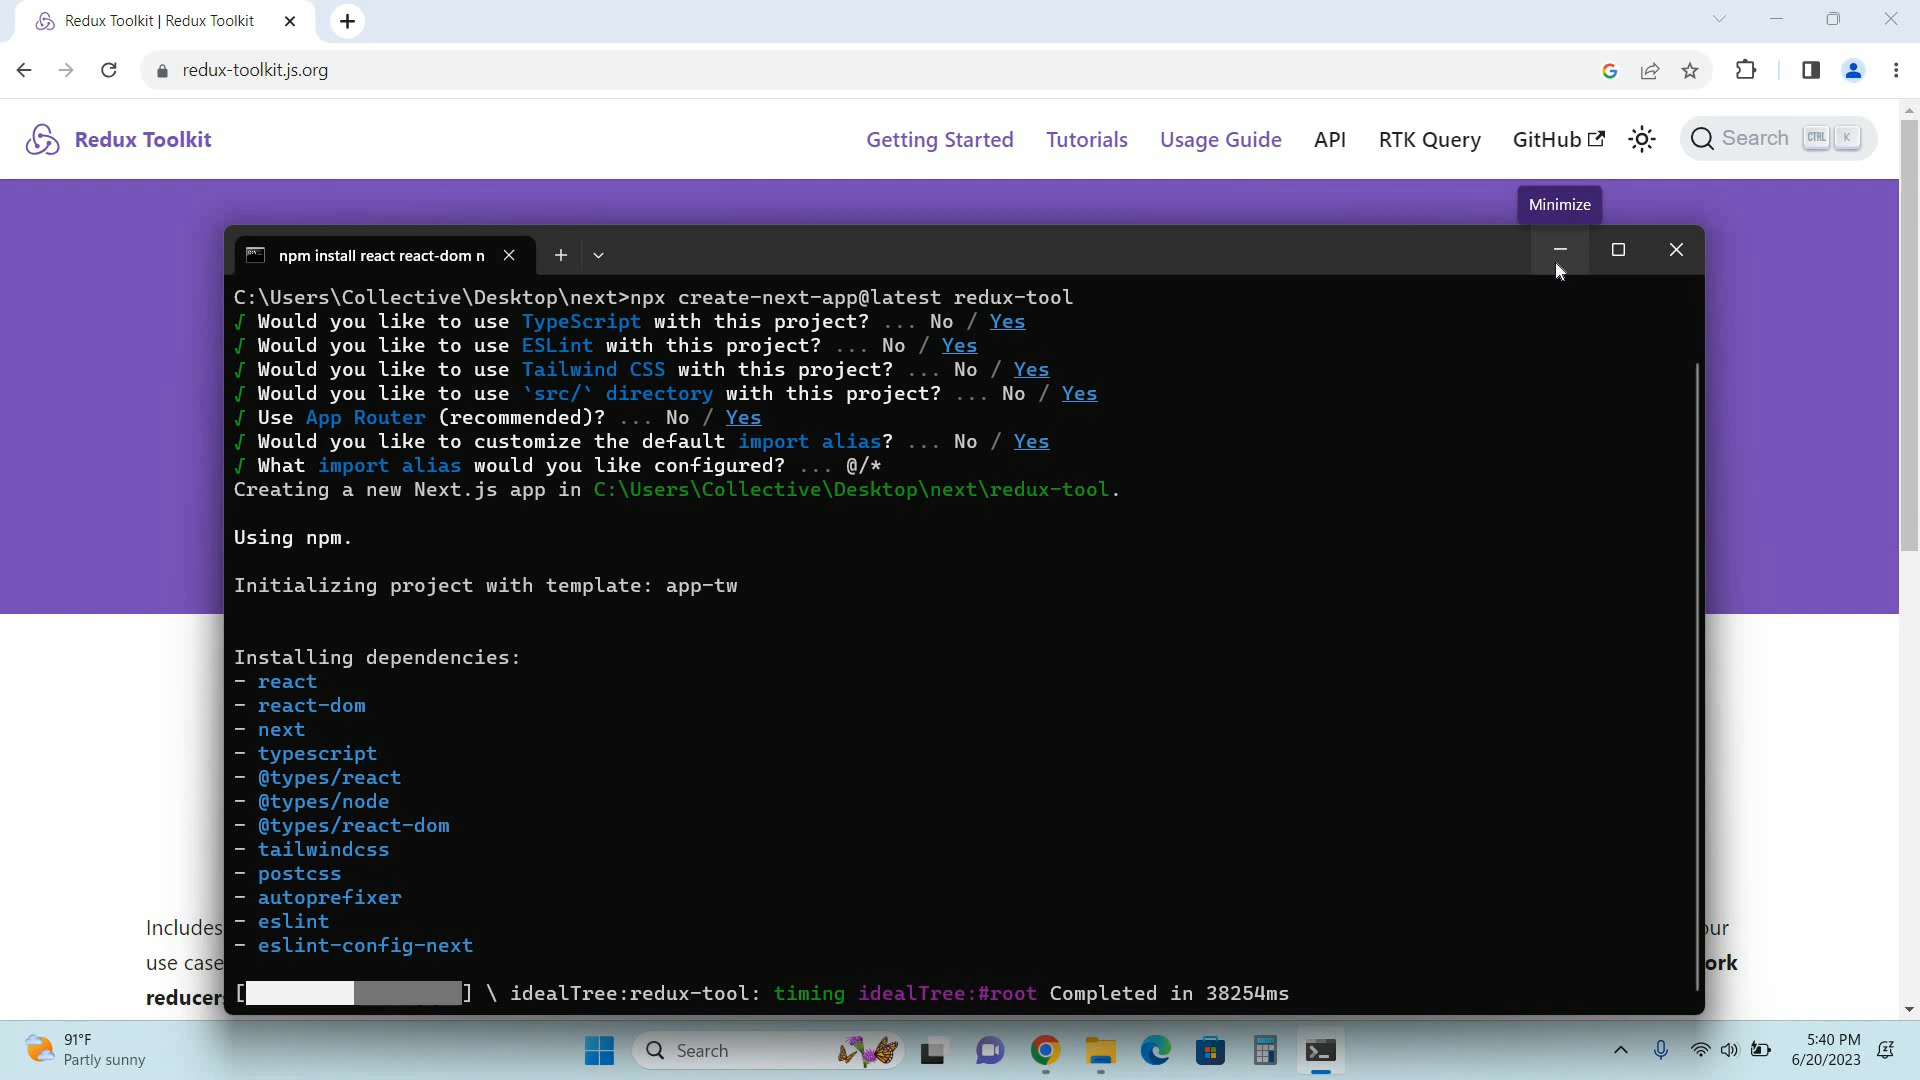 Redux Toolkit | Redux Toolkit
redux-toolkit.js.org
Redux Toolkit
Getting Started
Tutorials
Usage Guide
API
RTK Query
GitHub
Search CTRL K
Minimize
npm install react react-dom n
C:\Users\Collective\Desktop\next>npx create-next-app@latest redux-tool
√ Would you like to use TypeScript with this project? ... No / Yes
√ Would you like to use ESLint with this project? ... No / Yes
√ Would you like to use Tailwind CSS with this project? ... No / Yes
√ Would you like to use `src/` directory with this project? ... No / Yes
√ Use App Router (recommended)? ... No / Yes
√ Would you like to customize the default import alias? ... No / Yes
√ What import alias would you like configured? ... @/*
Creating a new Next.js app in C:\Users\Collective\Desktop\next\redux-tool.
Using npm.
Initializing project with template: app-tw
Installing dependencies:
- react
- react-dom
- next
- typescript
- @types/react
- @types/node
- @types/react-dom
- tailwindcss
- postcss
- autoprefixer
- eslint
- eslint-config-next
[ ] \ idealTree:redux-tool: timing idealTree:#root Completed in 38254ms
Includes
use case
reducer
ur
ork
91°F
Partly sunny
Search
5:40 PM
6/20/2023